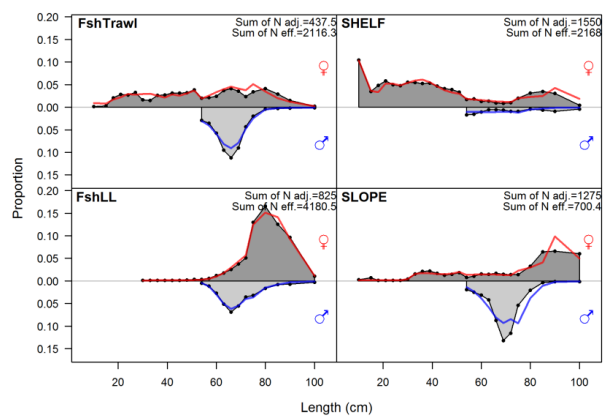 FshTrawl
Sum of N adj.=437.5
Sum of N eff.=2116.3
SHELF
Sum of N adj.=1550
Sum of N eff.=2168
0.20
0.15
0.10
0.05
0.00
0.05
0.10
0.15
♀
♂
♀
♂
FshLL
Sum of N adj.=825
Sum of N eff.=4180.5
SLOPE
Sum of N adj.=1275
Sum of N eff.=700.4
0.20
0.15
0.10
0.05
0.00
0.05
0.10
0.15
♀
♂
♀
♂
Proportion
20 40 60 80 100 20 40 60 80 100
Length (cm)